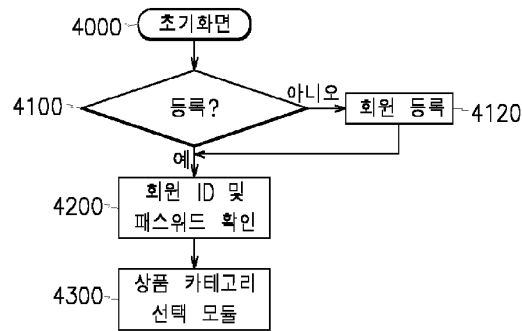 4000 초기화면
4100 등록?
아니오
회원 등록 4120
예
4200 회원 ID 및
패스워드 확인
4300 상품 카테고리
선택 모듈